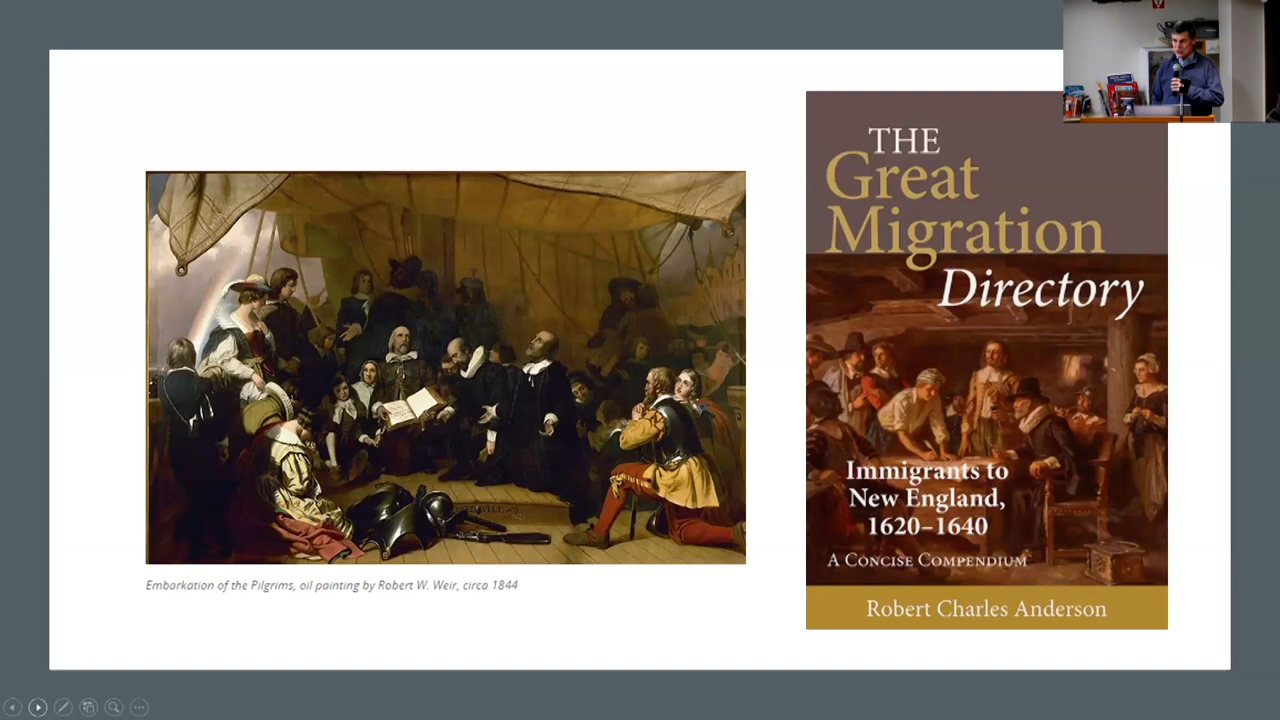 THE
Great
Migration
Directory
Immigrants to
New England,
1620–1640
A CONCISE COMPENDIUM
Robert Charles Anderson
Embarkation of the Pilgrims, oil painting by Robert W. Weir, circa 1844